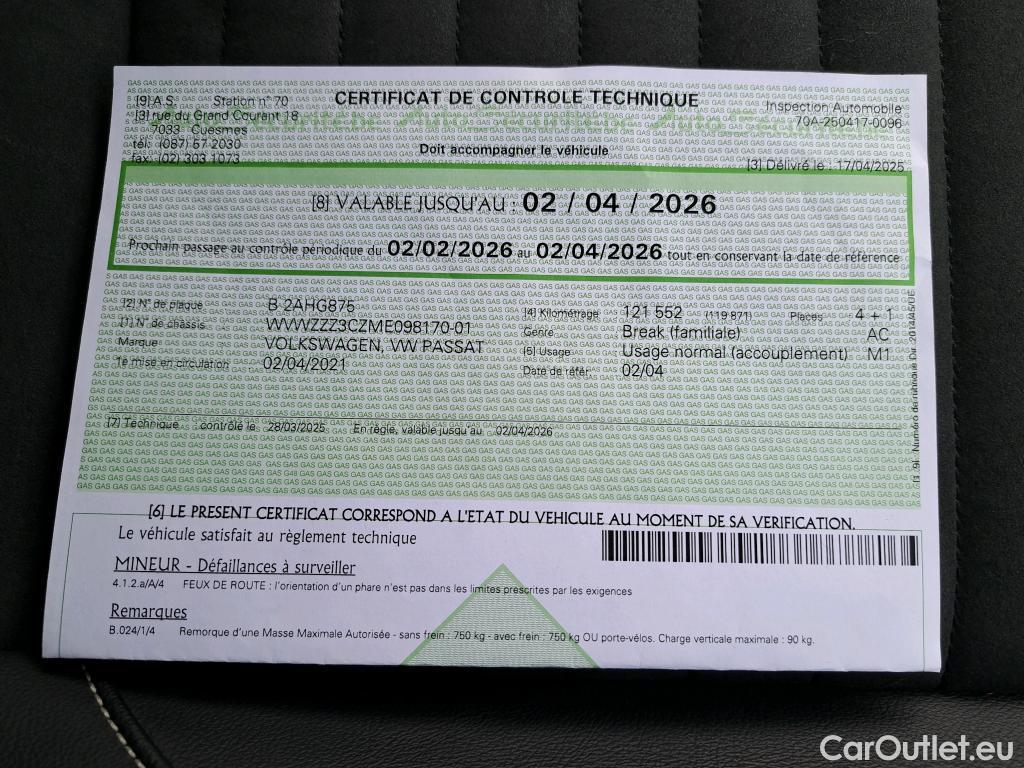 CERTIFICAT DE CONTROLE TECHNIQUE
[9] A.S. Station n° 70
[3] rue du Grand Courant 18
7033 Cuesmes
tél: (087) 67 2030
fax: (02) 303 1073
Inspection Automobile
70A-250417-0096
Doit accompagner le véhicule
[3] Délivré le : 17/04/2025
[8] VALABLE JUSQU'AU : 02 / 04 / 2026
Prochain passage au contrôle périodique du 02/02/2026 au 02/04/2026 tout en conservant la date de référence
[2] N° de plaque B 2AHG875
[1] N° de châssis WVWZZZ3CZME098170-01
Marque VOLKSWAGEN, VW PASSAT
1e mise en circulation 02/04/2021
[4] Kilométrage 121 552 (119 871) Places 4 + 1
Genre Break (familiale) AC
[5] Usage Usage normal (accouplement) M1
Date de référ. 02/04
[7] Technique contrôlé le 28/03/2025 En règle, valable jusqu'au 02/04/2026
[6] LE PRESENT CERTIFICAT CORRESPOND A L'ETAT DU VEHICULE AU MOMENT DE SA VERIFICATION.
Le véhicule satisfait au règlement technique
MINEUR - Défaillances à surveiller
4.1.2.a/A/4 FEUX DE ROUTE : l'orientation d'un phare n'est pas dans les limites prescrites par les exigences
Remarques
B.024/1/4 Remorque d'une Masse Maximale Autorisée - sans frein : 750 kg - avec frein : 750 kg OU porte-vélos. Charge verticale maximale : 90 kg.
CarOutlet.eu